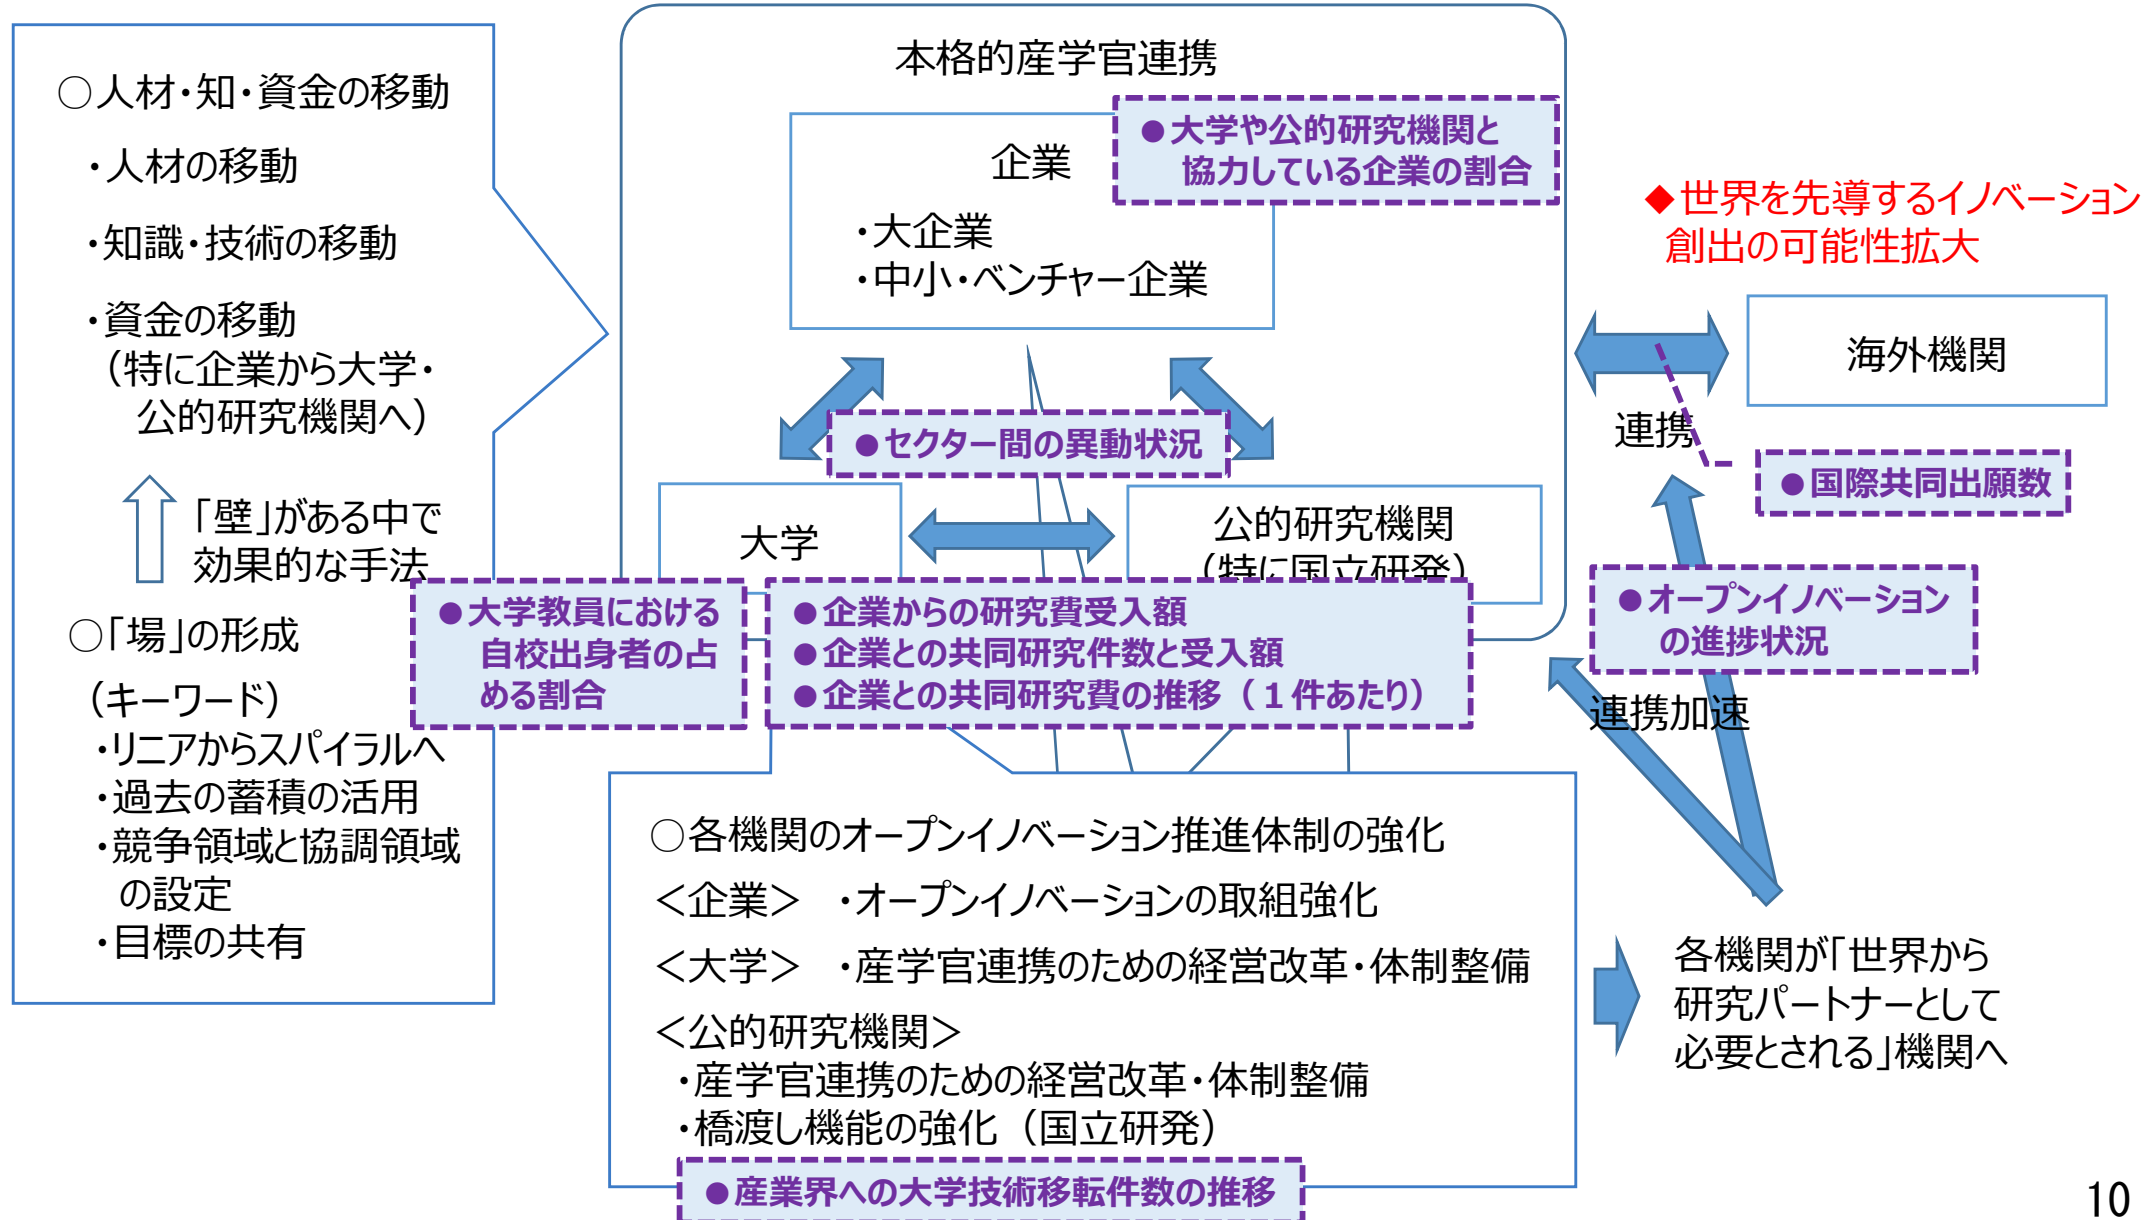 ○人材・知・資金の移動
・人材の移動
・知識・技術の移動
・資金の移動
（特に企業から大学・
公的研究機関へ）
「壁」がある中で
効果的な手法
○「場」の形成
（キーワード）
・リニアからスパイラルへ
・過去の蓄積の活用
・競争領域と協調領域
の設定
・目標の共有
本格的産学官連携
企業
●大学や公的研究機関と
協力している企業の割合
・大企業
・中小・ベンチャー企業
●セクター間の異動状況
大学
公的研究機関
（特に国立研発）
●大学教員における
自校出身者の占
める割合
●企業からの研究費受入額
●企業との共同研究件数と受入額
●企業との共同研究費の推移（１件あたり）
◆世界を先導するイノベーション
創出の可能性拡大
海外機関
連携
●国際共同出願数
●オープンイノベーション
の進捗状況
連携加速
○各機関のオープンイノベーション推進体制の強化
＜企業＞ ・オープンイノベーションの取組強化
＜大学＞ ・産学官連携のための経営改革・体制整備
＜公的研究機関＞
・産学官連携のための経営改革・体制整備
・橋渡し機能の強化（国立研発）
●産業界への大学技術移転件数の推移
各機関が「世界から
研究パートナーとして
必要とされる」機関へ
10